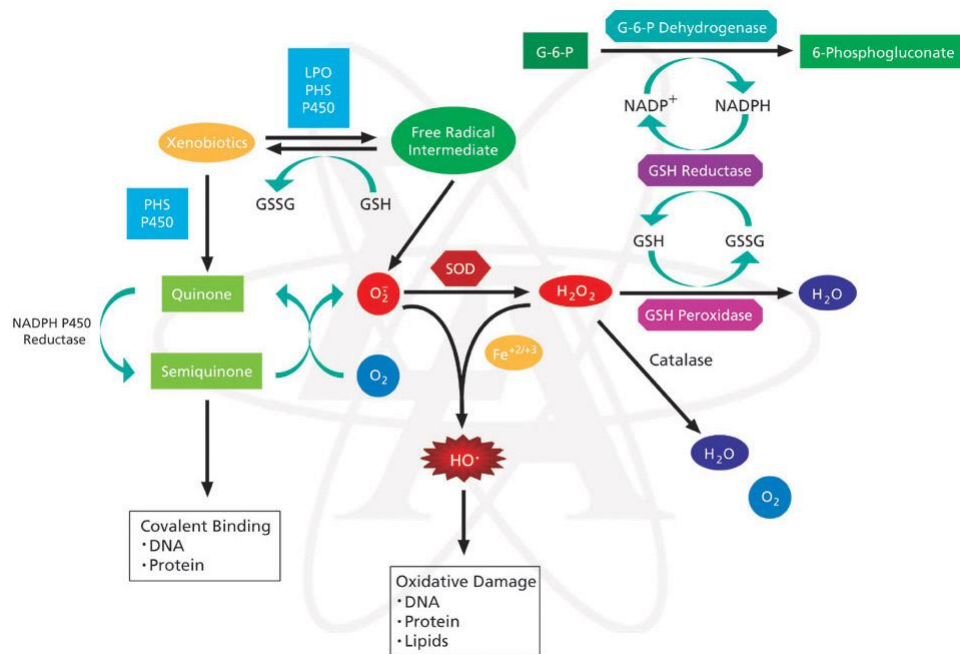 G-6-P Dehydrogenase
G-6-P
6-Phosphogluconate
LPO
PHS
P450
NADP⁺
NADPH
Xenobiotics
Free Radical
Intermediate
GSH Reductase
GSSG
GSH
PHS
P450
GSH
GSSG
SOD
Quinone
O₂⁻
H₂O₂
H₂O
GSH Peroxidase
NADPH P450
Reductase
Fe⁺²/⁺³
Catalase
Semiquinone
O₂
HO·
H₂O
O₂
Covalent Binding
· DNA
· Protein
Oxidative Damage
· DNA
· Protein
· Lipids